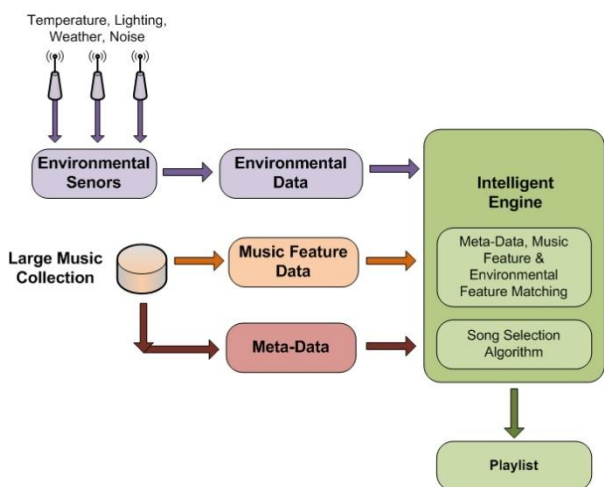 Temperature, Lighting,
Weather, Noise
Environmental
Senors
Environmental
Data
Intelligent
Engine
Large Music
Collection
Music Feature
Data
Meta-Data, Music
Feature &
Environmental
Feature Matching
Meta-Data
Song Selection
Algorithm
Playlist